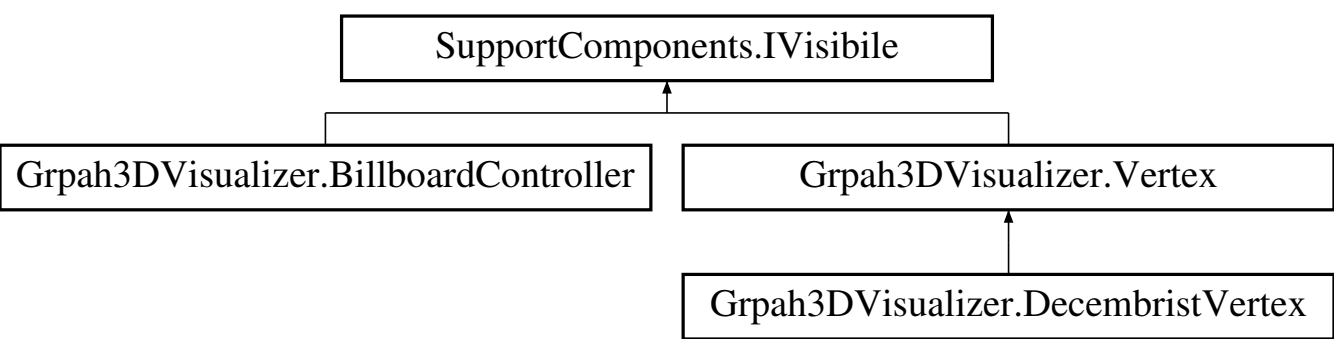 SupportComponents.IVisibile
Grpah3DVisualizer.BillboardController
Grpah3DVisualizer.Vertex
Grpah3DVisualizer.DecembristVertex